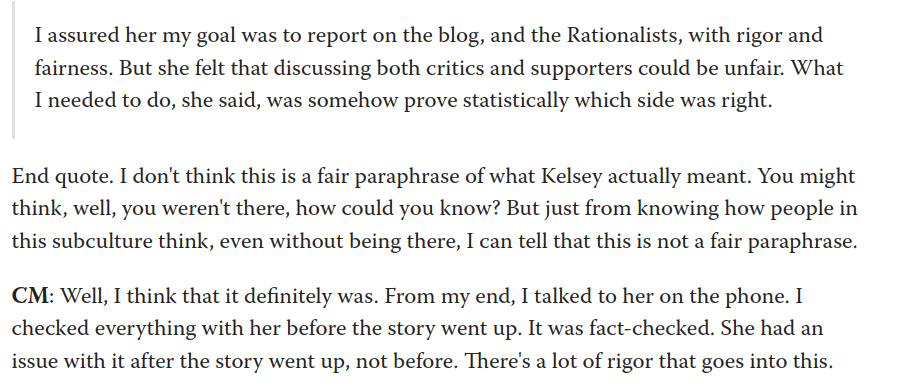 I assured her my goal was to report on the blog, and the Rationalists, with rigor and
fairness. But she felt that discussing both critics and supporters could be unfair. What
I needed to do, she said, was somehow prove statistically which side was right.
End quote. I don't think this is a fair paraphrase of what Kelsey actually meant. You might
think, well, you weren't there, how could you know? But just from knowing how people in
this subculture think, even without being there, I can tell that this is not a fair paraphrase.
CM: Well, I think that it definitely was. From my end, I talked to her on the phone. I
checked everything with her before the story went up. It was fact-checked. She had an
issue with it after the story went up, not before. There's a lot of rigor that goes into this.